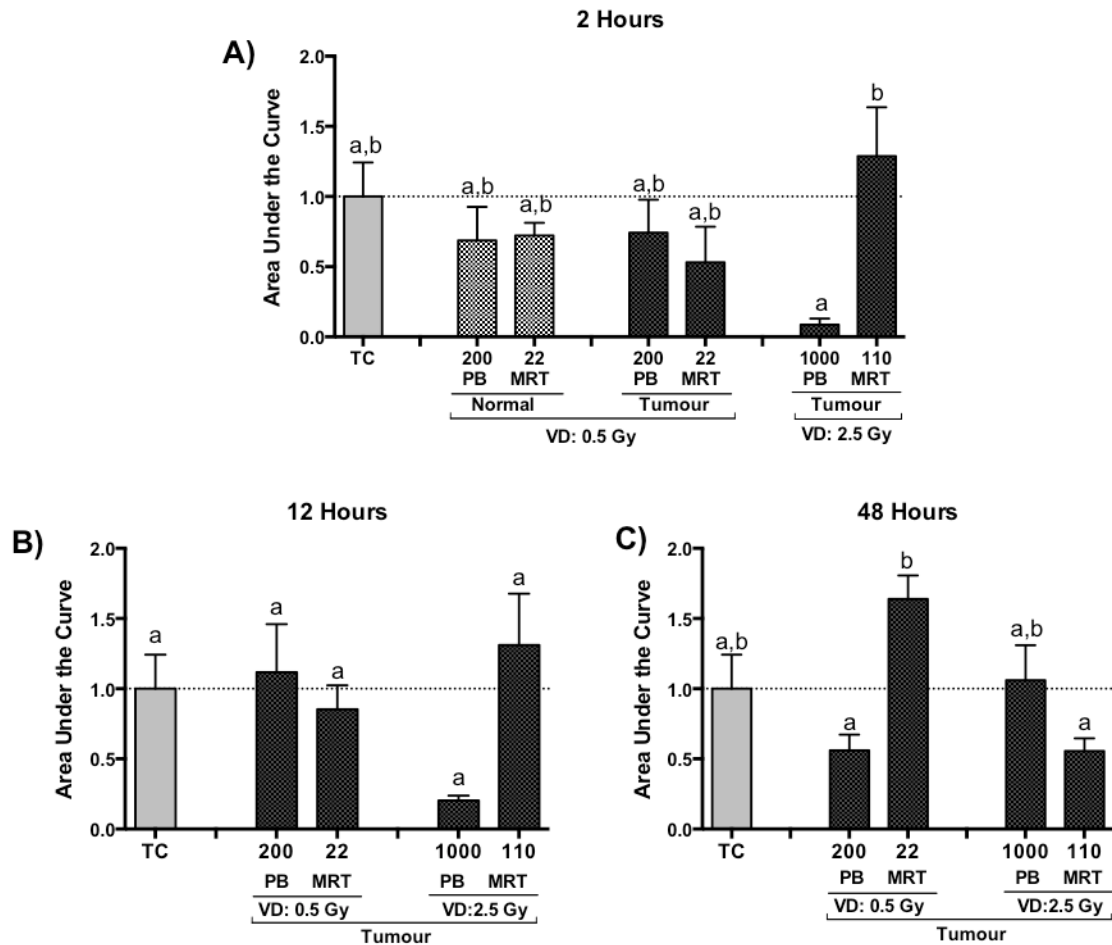 2 Hours
A)
Area Under the Curve
2.0
1.5
1.0
0.5
0.0
a,b
a,b
a,b
a,b
a,b
a
b
TC
200 22 200 22 1000 110
PB MRT PB MRT PB MRT
Normal Tumour Tumour
VD: 0.5 Gy VD: 2.5 Gy
12 Hours
B)
Area Under the Curve
2.0
1.5
1.0
0.5
0.0
a
a
a
a
a
TC 200 22 1000 110
PB MRT PB MRT
VD: 0.5 Gy VD:2.5 Gy
Tumour
48 Hours
C)
Area Under the Curve
2.0
1.5
1.0
0.5
0.0
a,b
a
b
a,b
a
TC 200 22 1000 110
PB MRT PB MRT
VD: 0.5 Gy VD:2.5 Gy
Tumour